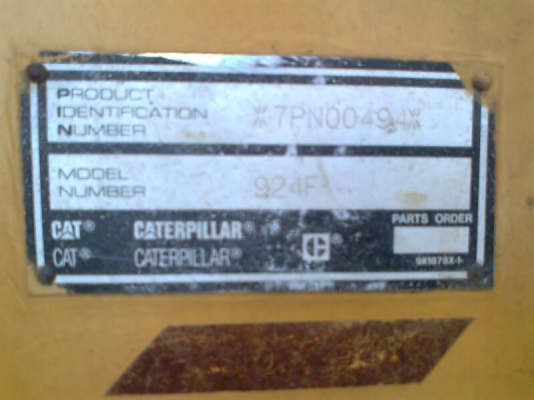 PRODUCT
IDENTIFICATION
NUMBER
*7PN00494*
MODEL
NUMBER
924F
PARTS ORDER
CAT® CATERPILLAR®
CAT® CATERPILLAR®
C®
9X1878X-1